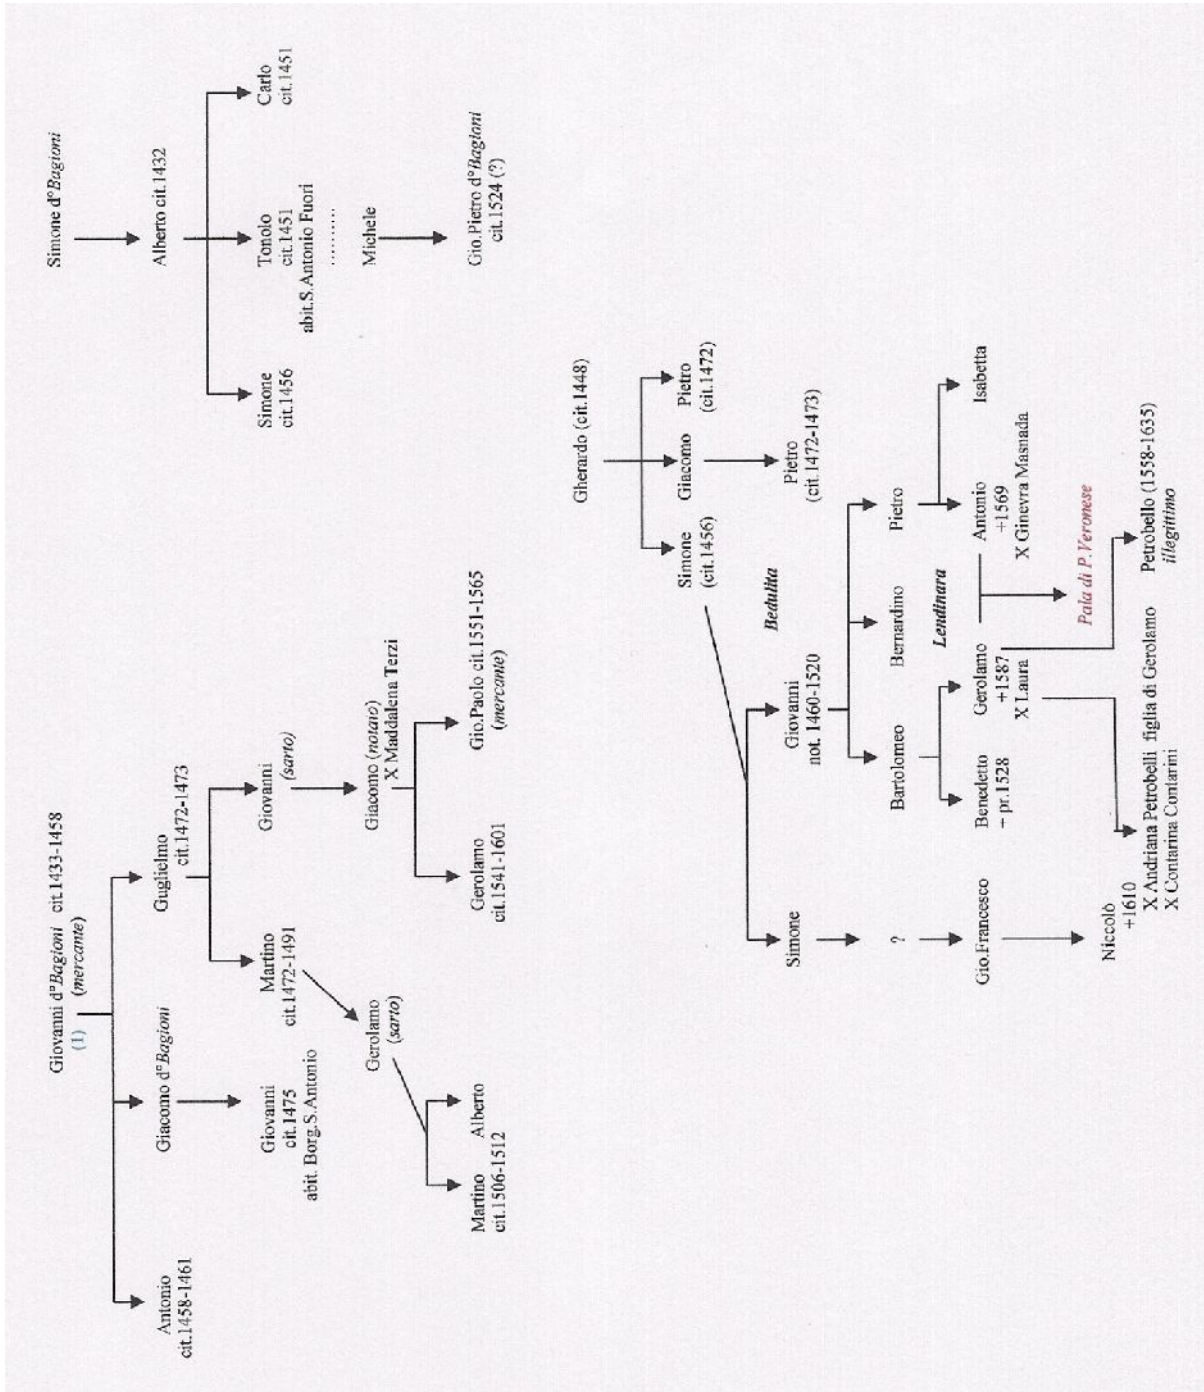 Giovanni d°Bagioni cit.1433-1458
(mercante)
(1)
Antonio
cit.1458-1461
Giacomo d°Bagioni
Guglielmo
cit.1472-1473
Giovanni
cit.1475
abit. Borg.S.Antonio
Martino
cit.1472-1491
Giovanni
(sarto)
Gerolamo
(sarto)
Giacomo (notaio)
X Maddalena Terzi
Martino
cit.1506-1512
Alberto
Gerolamo
cit.1541-1601
Gio.Paolo cit.1551-1565
(mercante)
Simone d°Bagioni
Alberto cit.1432
Simone
cit.1456
Tonolo
cit.1451
abit.S.Antonio Fuori
..........
Carlo
cit.1451
Michele
Gio.Pietro d°Bagioni
cit.1524 (?)
Gherardo (cit.1448)
Simone
(cit.1456)
Giacomo
Pietro
(cit.1472)
Bedulita
Pietro
(cit.1472-1473)
Simone
Giovanni
not. 1460-1520
?
Bartolomeo
Bernardino
Pietro
Lendinara
Gio.Francesco
Benedetto
+ pr.1528
Gerolamo
+1587
X Laura
Antonio
+1569
X Ginevra Masnada
Isabetta
Pala di P.Veronese
Niccolò
+1610
X Andriana Petrobelli figlia di Gerolamo
X Contarina Contarini
Petrobello (1558-1635)
illegittimo